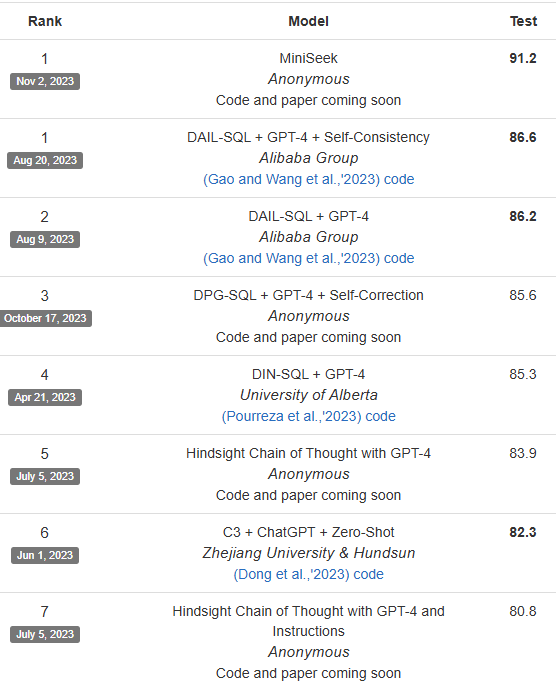 Rank Model Test
1 MiniSeek 91.2
Nov 2, 2023 Anonymous
Code and paper coming soon
1 DAIL-SQL + GPT-4 + Self-Consistency 86.6
Aug 20, 2023 Alibaba Group
(Gao and Wang et al.,'2023) code
2 DAIL-SQL + GPT-4 86.2
Aug 9, 2023 Alibaba Group
(Gao and Wang et al.,'2023) code
3 DPG-SQL + GPT-4 + Self-Correction 85.6
October 17, 2023 Anonymous
Code and paper coming soon
4 DIN-SQL + GPT-4 85.3
Apr 21, 2023 University of Alberta
(Pourreza et al.,'2023) code
5 Hindsight Chain of Thought with GPT-4 83.9
July 5, 2023 Anonymous
Code and paper coming soon
6 C3 + ChatGPT + Zero-Shot 82.3
Jun 1, 2023 Zhejiang University & Hundsun
(Dong et al.,'2023) code
7 Hindsight Chain of Thought with GPT-4 and 80.8
July 5, 2023 Instructions
Anonymous
Code and paper coming soon